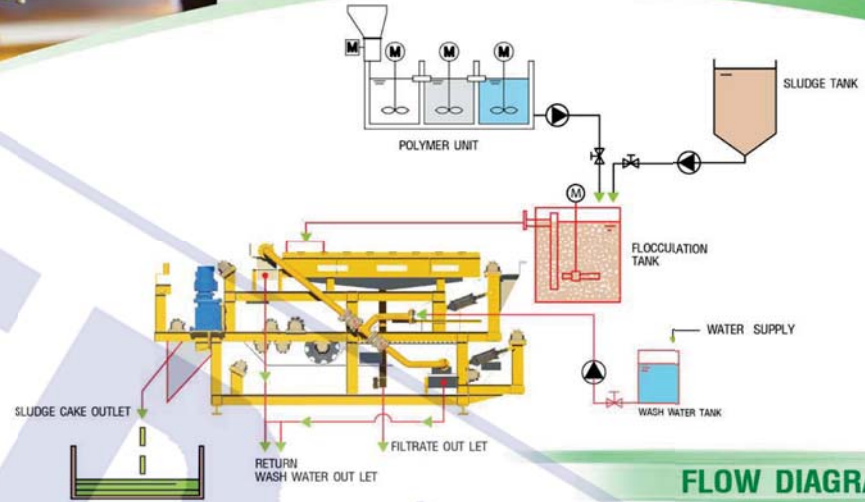 M
M
M
M
SLUDGE TANK
POLYMER UNIT
M
FLOCCULATION
TANK
WATER SUPPLY
WASH WATER TANK
SLUDGE CAKE OUTLET
FILTRATE OUT LET
RETURN
WASH WATER OUT LET
FLOW DIAGRA